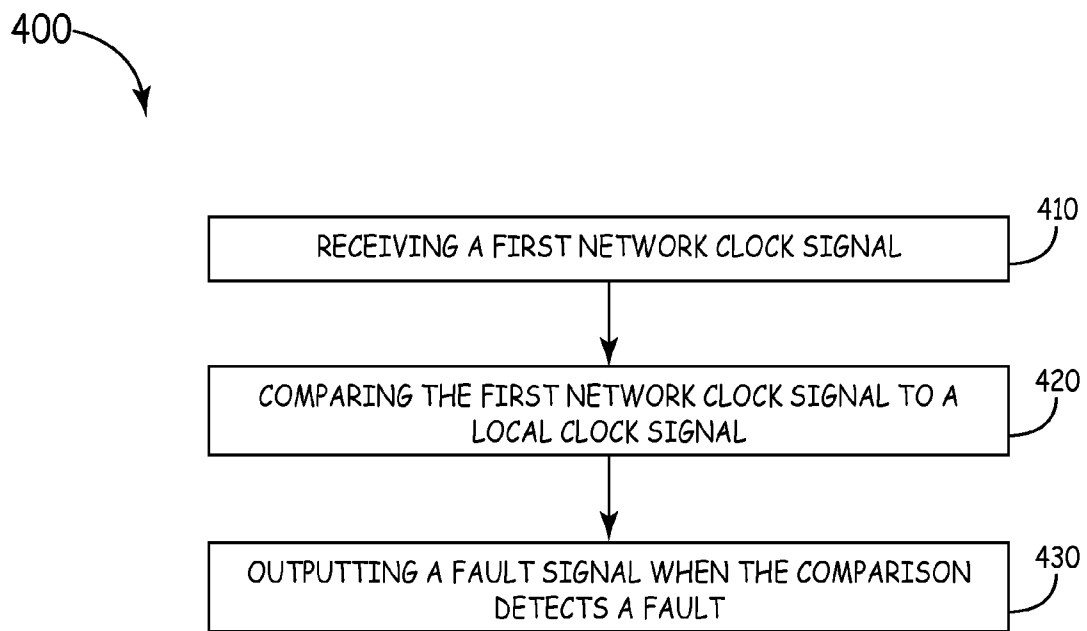 400
410
RECEIVING A FIRST NETWORK CLOCK SIGNAL
420
COMPARING THE FIRST NETWORK CLOCK SIGNAL TO A
LOCAL CLOCK SIGNAL
430
OUTPUTTING A FAULT SIGNAL WHEN THE COMPARISON
DETECTS A FAULT